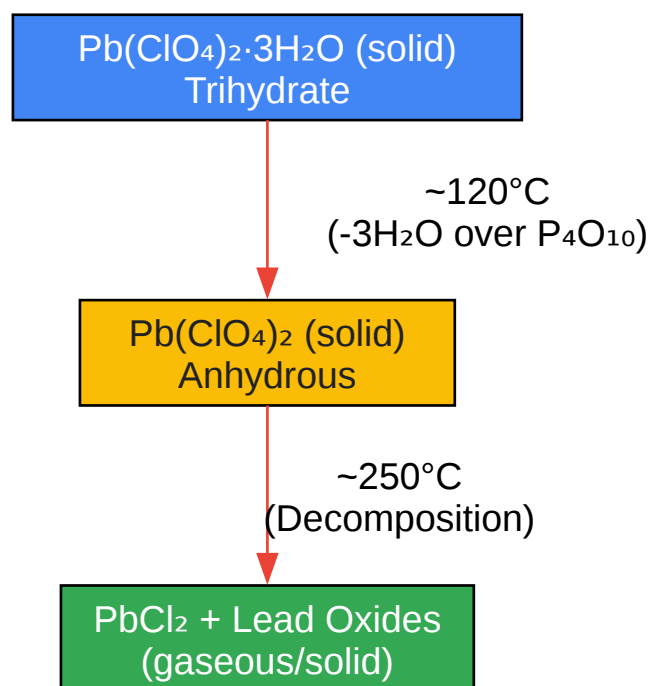 Pb(ClO₄)₂·3H₂O (solid)
Trihydrate
~120°C
(-3H₂O over P₄O₁₀)
Pb(ClO₄)₂ (solid)
Anhydrous
~250°C
(Decomposition)
PbCl₂ + Lead Oxides
(gaseous/solid)